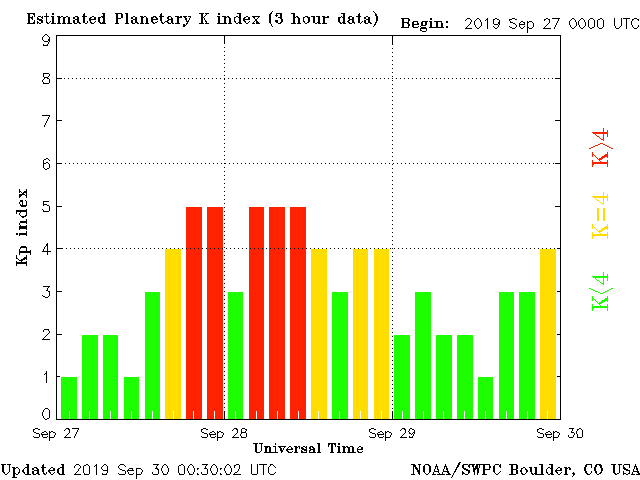 Estimated Planetary K index (3 hour data)
Begin: 2019 Sep 27 0000 UTC
9
8
7
6
5
4
3
2
1
0
Kp index
K>4
K=4
K<4
Sep 27
Sep 28
Sep 29
Sep 30
Universal Time
Updated 2019 Sep 30 00:30:02 UTC
NOAA/SWPC Boulder, CO USA